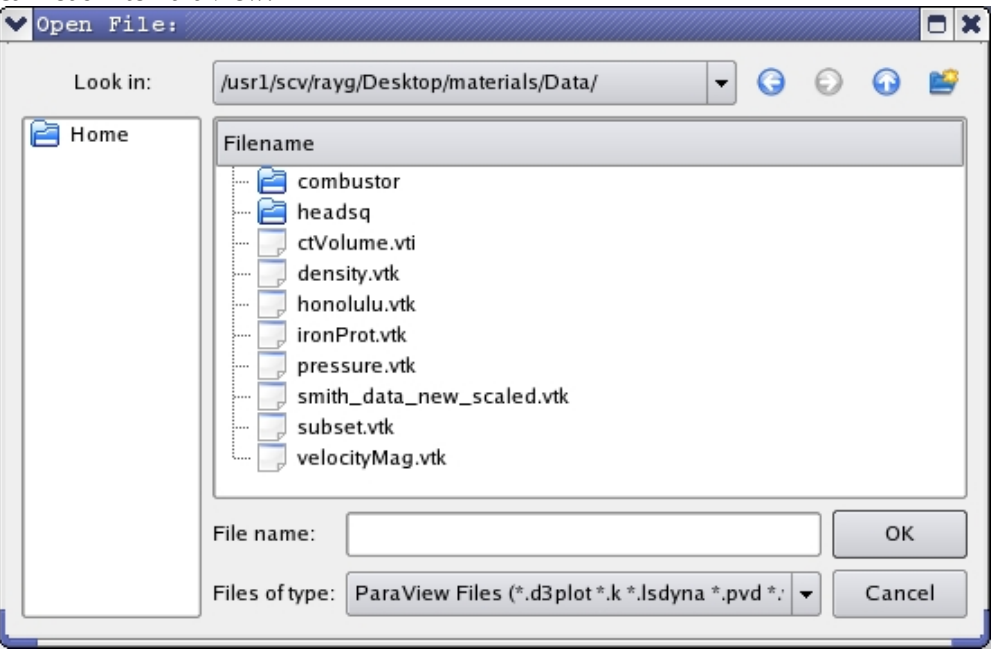 Open File:
Look in: /usr1/scv/rayg/Desktop/materials/Data/
Home
Filename
combustor
headsq
ctVolume.vti
density.vtk
honolulu.vtk
ironProt.vtk
pressure.vtk
smith_data_new_scaled.vtk
subset.vtk
velocityMag.vtk
File name: OK
Files of type: ParaView Files (*.d3plot *.k *.lsdyna *.pvd *. Cancel